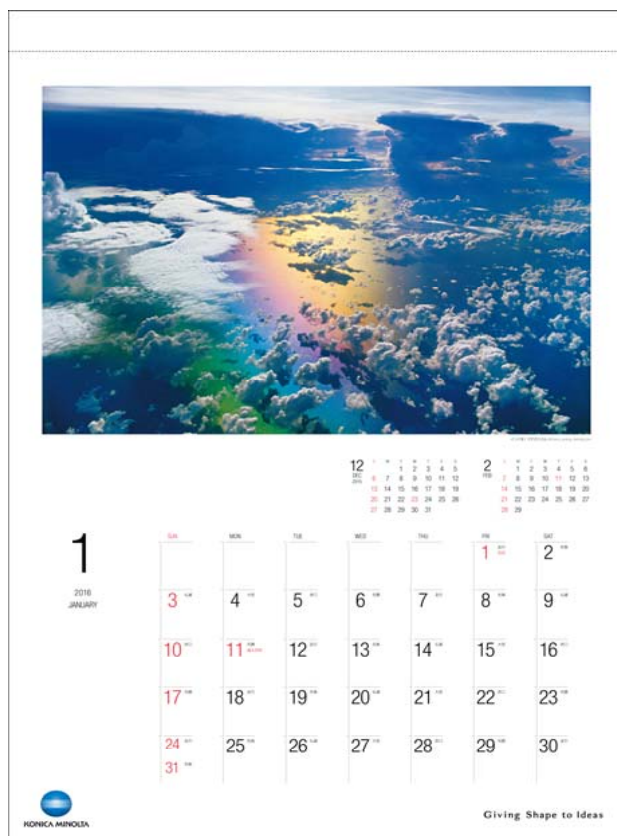 12
DEC
2015
1 2 3 4 5
6 7 8 9 10 11 12
13 14 15 16 17 18 19
20 21 22 23 24 25 26
27 28 29 30 31
2
FEB
1 2 3 4 5 6
7 8 9 10 11 12 13
14 15 16 17 18 19 20
21 22 23 24 25 26 27
28 29
1
2016
JANUARY
SUN MON TUE WED THU FRI SAT
1 2
3 4 5 6 7 8 9
10 11 12 13 14 15 16
17 18 19 20 21 22 23
24 25 26 27 28 29 30
31
KONICA MINOLTA
Giving Shape to Ideas